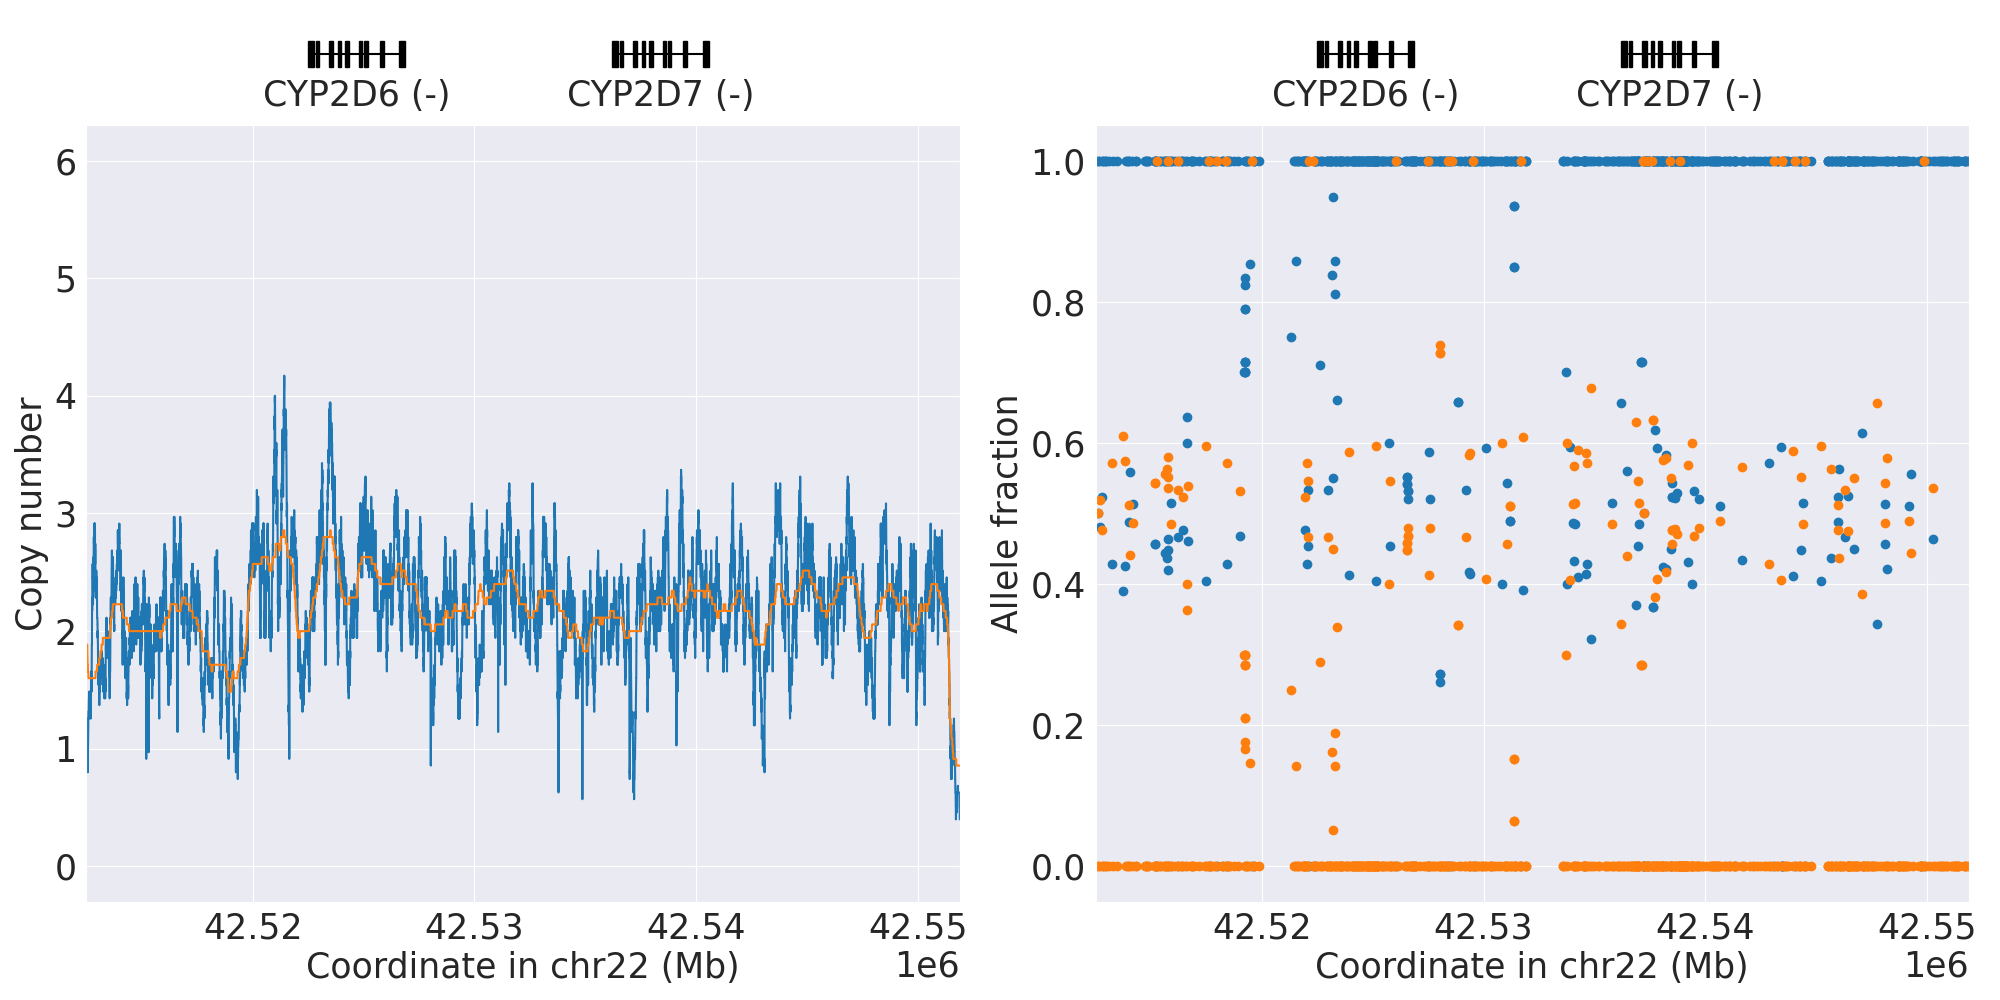 CYP2D6 (-)
CYP2D7 (-)
6
5
4
3
2
1
0
Copy number
42.52
42.53
42.54
42.55
Coordinate in chr22 (Mb)
1e6
CYP2D6 (-)
CYP2D7 (-)
1.0
0.8
0.6
0.4
0.2
0.0
Allele fraction
42.52
42.53
42.54
42.55
Coordinate in chr22 (Mb)
1e6